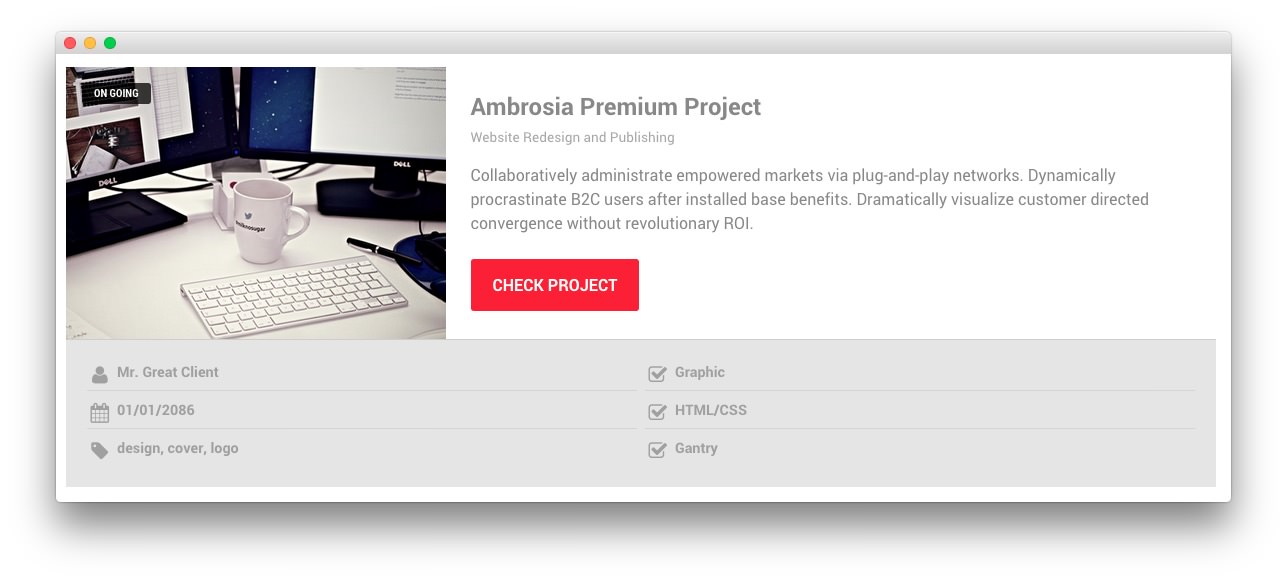 ON GOING
DELL
DELL
Ambrosia Premium Project
Website Redesign and Publishing
Collaboratively administrate empowered markets via plug-and-play networks. Dynamically
procrastinate B2C users after installed base benefits. Dramatically visualize customer directed
convergence without revolutionary ROI.
CHECK PROJECT
Mr. Great Client
Graphic
01/01/2086
HTML/CSS
design, cover, logo
Gantry